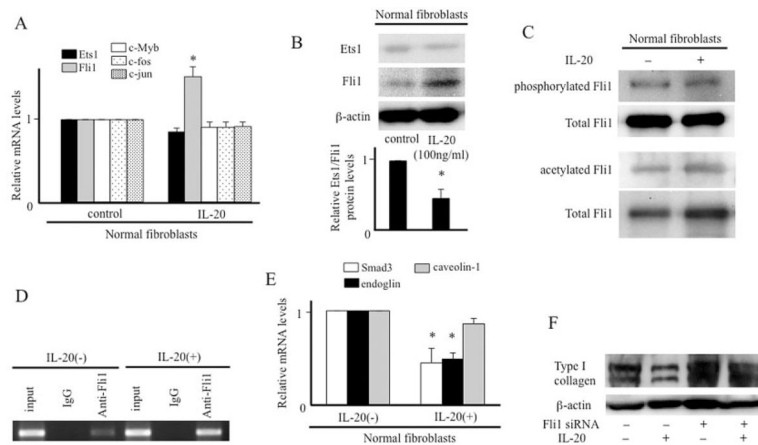 A
Ets1
Fli1
c-Myb
c-fos
c-jun
Relative mRNA levels
1
0
*
control
IL-20
Normal fibroblasts
B
Normal fibroblasts
Ets1
Fli1
β-actin
control
IL-20
(100ng/ml)
Relative Ets1/Fli1
protein levels
1
0
*
C
Normal fibroblasts
IL-20
–
+
phosphorylated Fli1
Total Fli1
acetylated Fli1
Total Fli1
D
IL-20(-)
IL-20(+)
input
IgG
Anti-Fli1
input
IgG
Anti-Fli1
E
Smad3
endoglin
caveolin-1
Relative mRNA levels
1
0
* *
IL-20(-)
IL-20(+)
Normal fibroblasts
F
Type I
collagen
β-actin
Fli1 siRNA – – + +
IL-20 – + – +